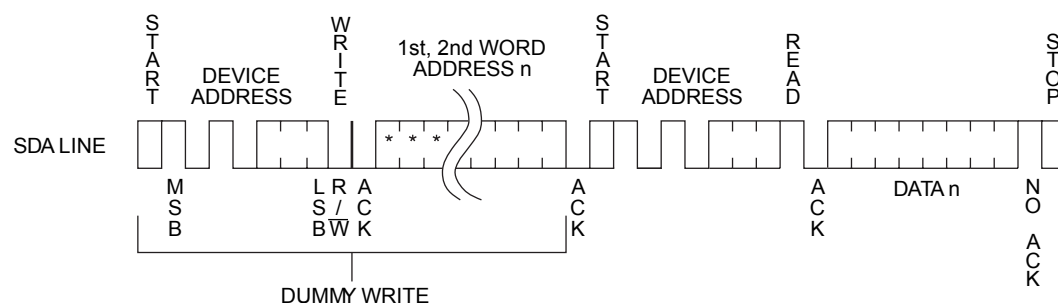 START
WRITE
1st, 2nd WORD
ADDRESS n
START
READ
STOP
DEVICE
ADDRESS
DEVICE
ADDRESS
SDA LINE
* * *
MSB
LSB
R/W
ACK
ACK
ACK
DATA n
NO ACK
DUMMY WRITE